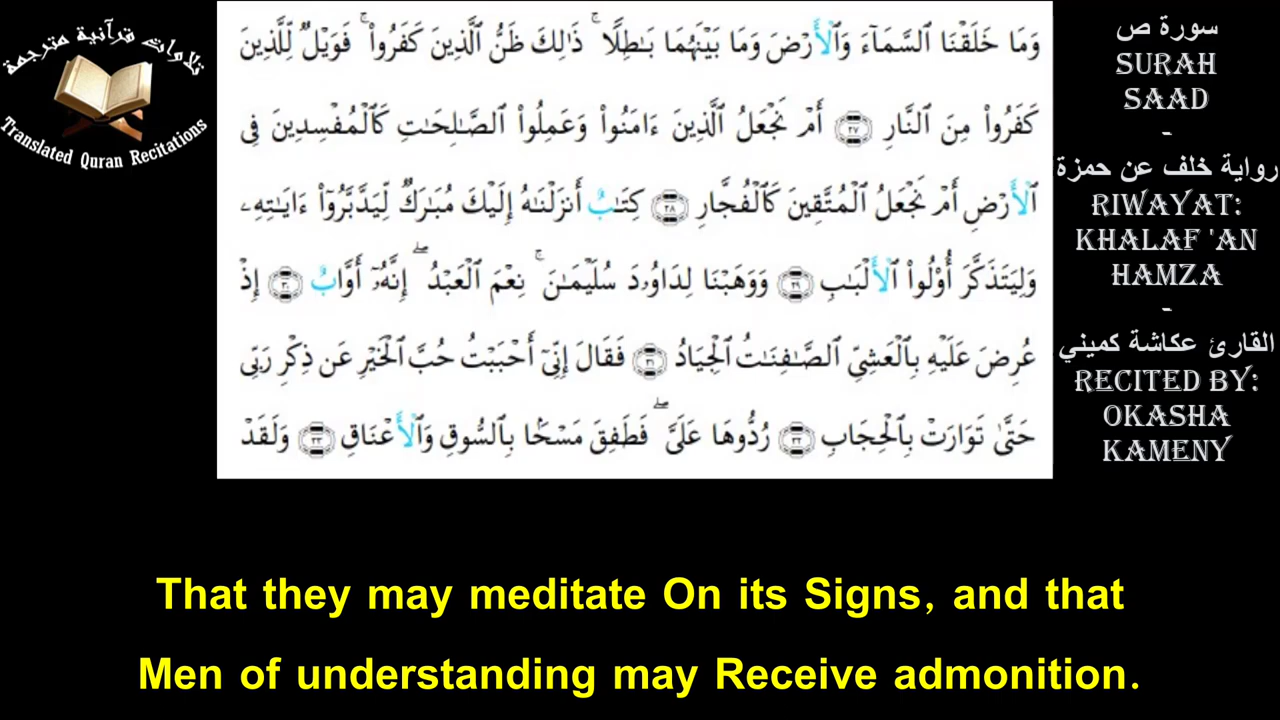 تلاوات قرآنية مترجمة
Translated Quran Recitations
وَمَا خَلَقْنَا ٱلسَّمَآءَ وَٱلْأَرْضَ وَمَا بَيْنَهُمَا بَـٰطِلًا ۚ ذَٰلِكَ ظَنُّ ٱلَّذِينَ كَفَرُوا۟ ۚ فَوَيْلٌ لِّلَّذِينَ
كَفَرُوا۟ مِنَ ٱلنَّارِ ٢٧ أَمْ نَجْعَلُ ٱلَّذِينَ ءَامَنُوا۟ وَعَمِلُوا۟ ٱلصَّـٰلِحَـٰتِ كَٱلْمُفْسِدِينَ فِى
ٱلْأَرْضِ أَمْ نَجْعَلُ ٱلْمُتَّقِينَ كَٱلْفُجَّارِ ٢٨ كِتَـٰبٌ أَنزَلْنَـٰهُ إِلَيْكَ مُبَـٰرَكٌ لِّيَدَّبَّرُوٓا۟ ءَايَـٰتِهِۦ
وَلِيَتَذَكَّرَ أُو۟لُوا۟ ٱلْأَلْبَـٰبِ ٢٩ وَوَهَبْنَا لِدَاوُۥدَ سُلَيْمَـٰنَ ۚ نِعْمَ ٱلْعَبْدُ ۖ إِنَّهُۥٓ أَوَّابٌ ٣٠ إِذْ
عُرِضَ عَلَيْهِ بِٱلْعَشِىِّ ٱلصَّـٰفِنَـٰتُ ٱلْجِيَادُ ٣١ فَقَالَ إِنِّىٓ أَحْبَبْتُ حُبَّ ٱلْخَيْرِ عَن ذِكْرِ رَبِّى
حَتَّىٰ تَوَارَتْ بِٱلْحِجَابِ ٣٢ رُدُّوهَا عَلَىَّ ۖ فَطَفِقَ مَسْحًۢا بِٱلسُّوقِ وَٱلْأَعْنَاقِ ٣٣ وَلَقَدْ
سورة ص
SURAH
SAAD
-
رواية خلف عن حمزة
RIWAYAT:
KHALAF 'AN
HAMZA
-
القارئ عكاشة كميني
RECITED BY:
OKASHA
KAMENY
That they may meditate On its Signs, and that
Men of understanding may Receive admonition.